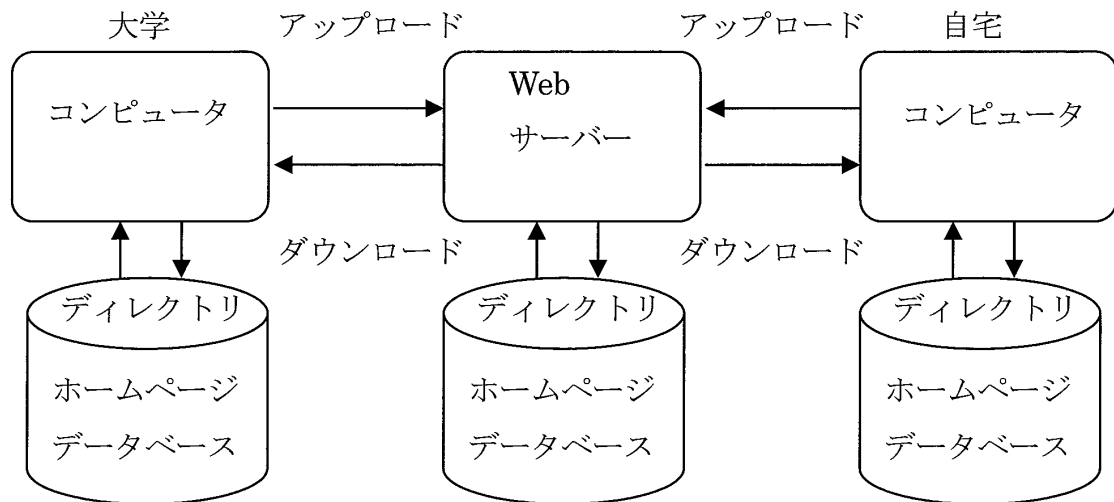 大学 アップロード アップロード 自宅
コンピュータ
Web
サーバー
コンピュータ
ダウンロード ダウンロード
ディレクトリ ディレクトリ ディレクトリ
ホームページ ホームページ ホームページ
データベース データベース データベース